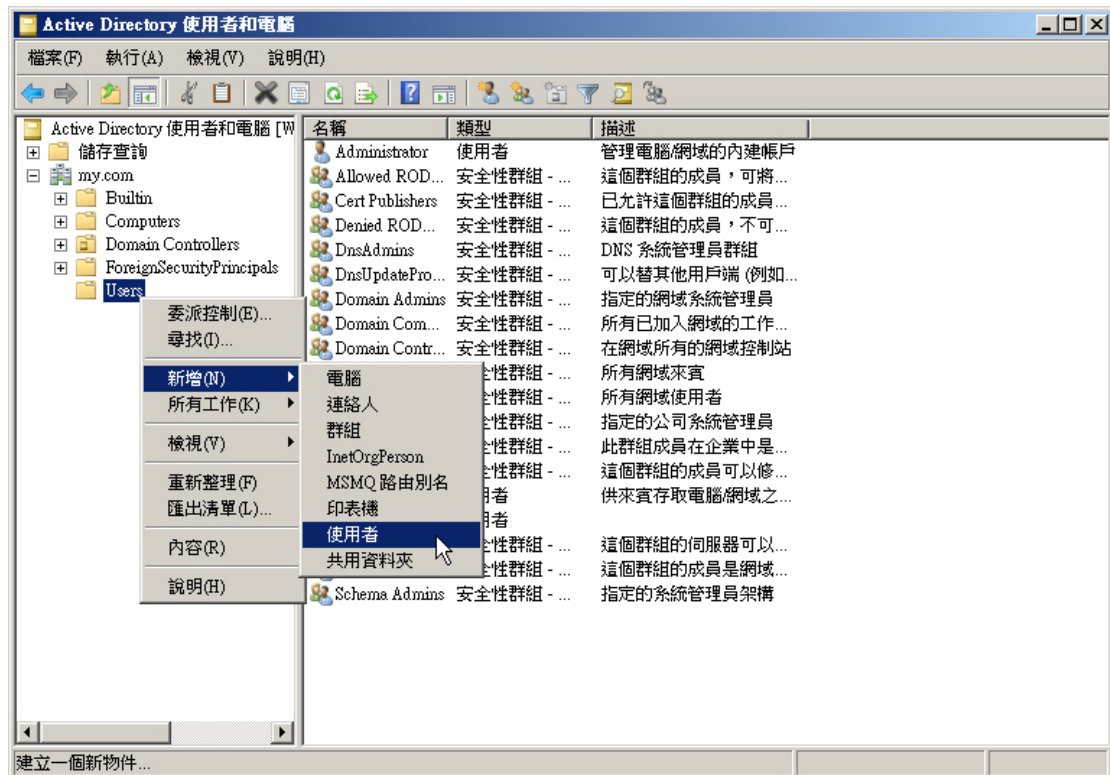 Active Directory 使用者和電腦
檔案(F) 執行(A) 檢視(V) 說明(H)
Active Directory 使用者和電腦 [W
儲存查詢
my.com
Builtin
Computers
Domain Controllers
ForeignSecurityPrincipals
Users
委派控制(E)...
尋找(I)...
新增(N)
所有工作(K)
檢視(V)
重新整理(F)
匯出清單(L)...
內容(R)
說明(H)
電腦
連絡人
群組
InetOrgPerson
MSMQ 路由別名
印表機
使用者
共用資料夾
名稱 類型 描述
Administrator 使用者 管理電腦/網域的內建帳戶
Allowed ROD... 安全性群組 - ... 這個群組的成員，可將...
Cert Publishers 安全性群組 - ... 已允許這個群組的成員...
Denied ROD... 安全性群組 - ... 這個群組的成員，不可...
DnsAdmins 安全性群組 - ... DNS 系統管理員群組
DnsUpdatePro... 安全性群組 - ... 可以替其他用戶端 (例如...
Domain Admins 安全性群組 - ... 指定的網域系統管理員
Domain Com... 安全性群組 - ... 所有已加入網域的工作...
Domain Contr... 安全性群組 - ... 在網域所有的網域控制站
性群組 - ... 所有網域來賓
性群組 - ... 所有網域使用者
性群組 - ... 指定的公司系統管理員
性群組 - ... 此群組成員在企業中是...
性群組 - ... 這個群組的成員可以修...
用者 供來賓存取電腦/網域之...
用者
性群組 - ... 這個群組的伺服器可以...
性群組 - ... 這個群組的成員是網域...
Schema Admins 安全性群組 - ... 指定的系統管理員架構
建立一個新物件...